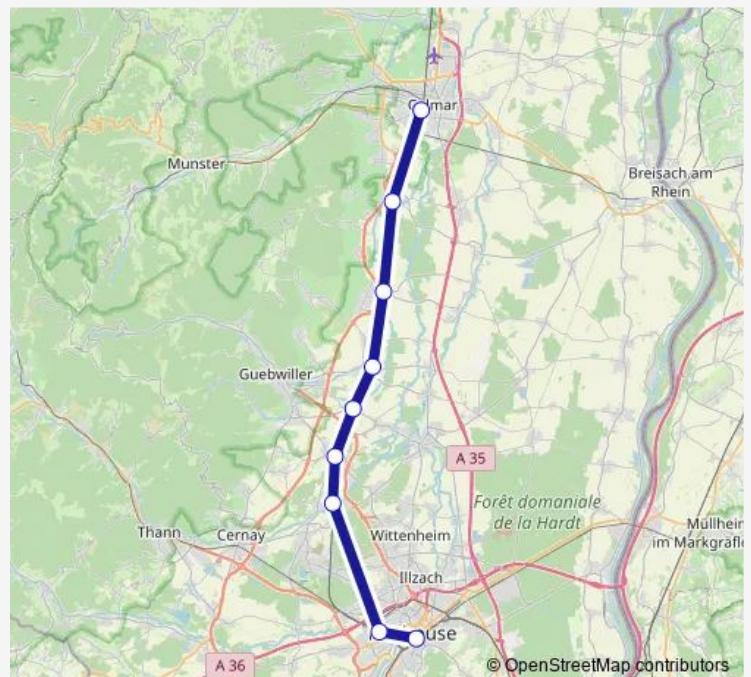 Colmar
Munster
Breisach am
Rhein
Guebwiller
A 35
Forêt domaniale
de la Hardt
Müllheim
im Markgräfle
Thann
Cernay
Wittenheim
Illzach
A 36
© OpenStreetMap contributors